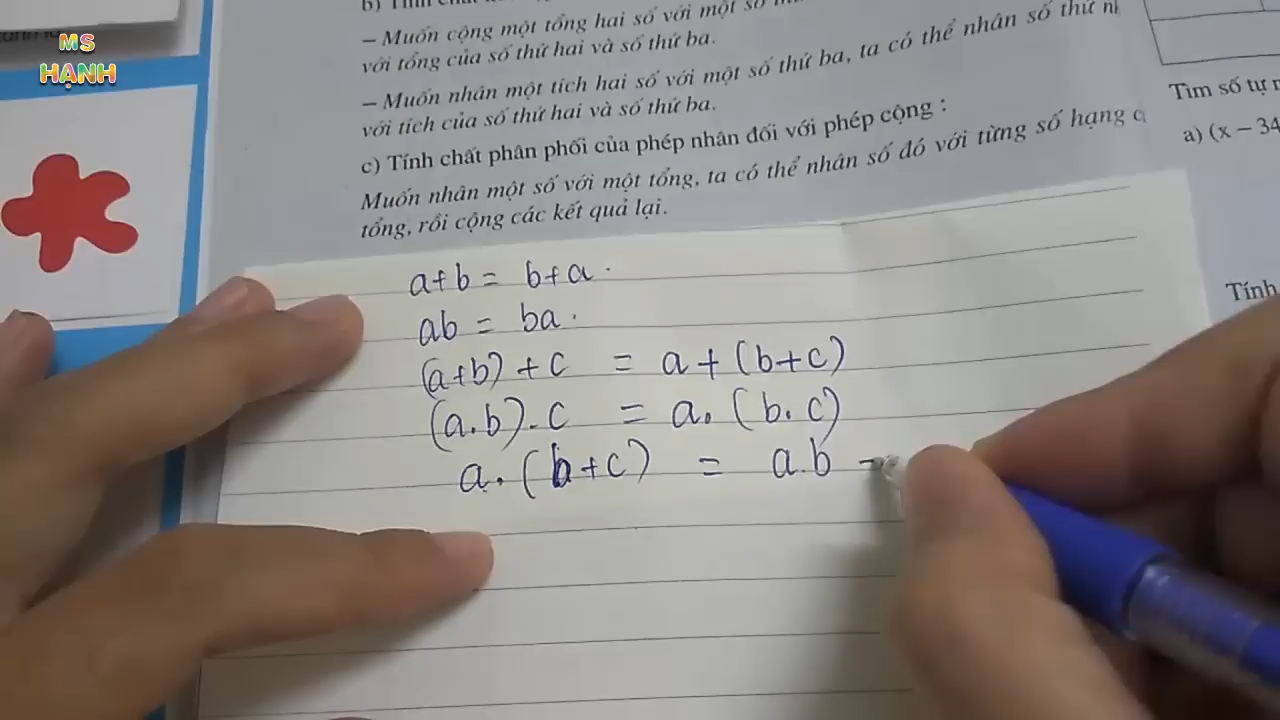 MS
HẠNH
– Muốn cộng một tổng hai số với một số
với tổng của số thứ hai và số thứ ba.
– Muốn nhân một tích hai số với một số thứ ba, ta có thể nhân số thứ
với tích của số thứ hai và số thứ ba.
c) Tính chất phân phối của phép nhân đối với phép cộng :
Muốn nhân một số với một tổng, ta có thể nhân số đó với từng số hạng
tổng, rồi cộng các kết quả lại.
Tìm số tự
a) (x – 34
Tính
a+b = b+a.
ab = ba.
(a+b) + c = a + (b+c)
(a.b).c = a.(b.c)
a.(b+c) = a.b